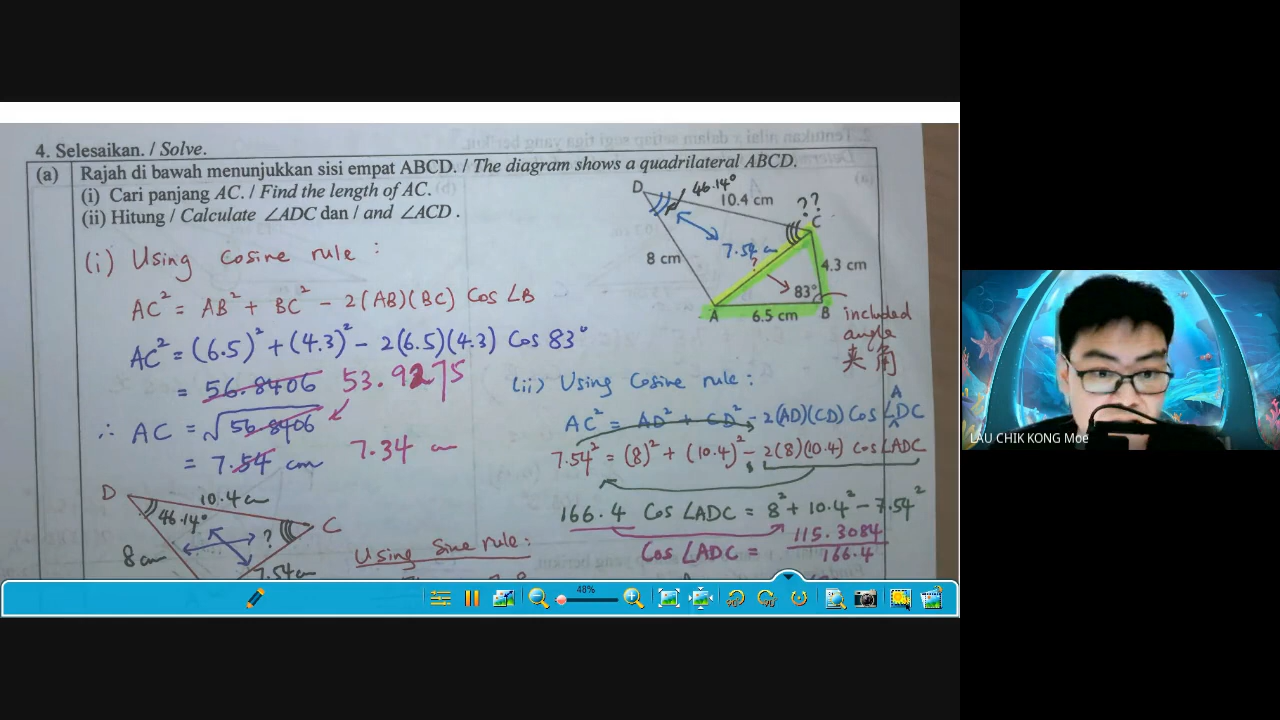 4. Selesaikan. / Solve.
(a) Rajah di bawah menunjukkan sisi empat ABCD. / The diagram shows a quadrilateral ABCD.
(i) Cari panjang AC. / Find the length of AC.
(ii) Hitung / Calculate ∠ADC dan / and ∠ACD .
D 46.14°
10.4 cm
??
C
8 cm
7.54 cm
?
4.3 cm
83°
A 6.5 cm B
included
angle
夹角
(i) Using Cosine rule :
AC² = AB² + BC² - 2(AB)(BC) Cos ∠B
AC² = (6.5)² + (4.3)² - 2(6.5)(4.3) Cos 83°
= 56.8406 53.9275
∴ AC = √56.8406
= 7.54 cm 7.34 cm
(ii) Using Cosine rule :
AC² = AD² + CD² - 2(AD)(CD) Cos ∠ADC
7.54² = (8)² + (10.4)² - 2(8)(10.4) Cos ∠ADC
166.4 Cos ∠ADC = 8² + 10.4² - 7.54²
Cos ∠ADC = 115.3084
166.4
D
10.4 cm
46.14°
C
?
8 cm
7.54cm
Using Sine rule :
48%
LAU CHIK KONG Moe